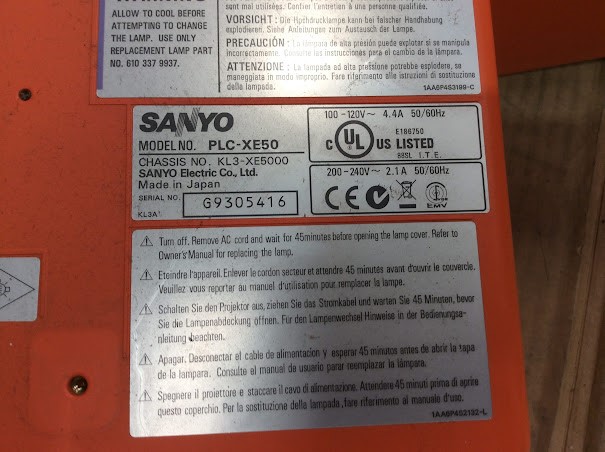 ALLOW TO COOL BEFORE
ATTEMPTING TO CHANGE
THE LAMP. USE ONLY
REPLACEMENT LAMP PART
NO. 610 337 9937.
sont mal utilisées. Confier l'entretien à une personne qualifiée.
VORSICHT : Die Hochdrucklampe kann bei falscher Handhabung
explodieren. Siehe Anleitungen zum Austausch der Lampe.
PRECAUCIÓN : La lámpara de alta presión puede explotar si se manipula
incorrectamente. Consulte las instrucciones para el cambio de la lámpara.
ATTENZIONE : La lampada ad alta pressione potrebbe esplodere, se
maneggiata in modo improprio. Fare riferimento alle istruzioni di sostituzione
della lampada.
1AA6P4S3199-C
SANYO
MODEL NO. PLC-XE50
CHASSIS NO. KL3-XE5000
SANYO Electric Co., Ltd.
Made in Japan
SERIAL NO. G9305416
KL3A
100-120V~ 4.4A 50/60Hz
C UL US LISTED
E186750
88SL I.T.E.
200-240V~ 2.1A 50/60Hz
CE
EMV
Turn off. Remove AC cord and wait for 45minutes before opening the lamp cover. Refer to
Owner's Manual for replacing the lamp.
Eteindre l'appareil. Enlever le cordon secteur et attendre 45 minutes avant d'ouvrir le couvercle.
Veuillez vous reporter au manuel d'utilisation pour remplacer la lampe.
Schalten Sie den Projektor aus, ziehen Sie das Stromkabel und warten Sie 45 Minuten, bevor
Sie die Lampenabdeckung öffnen. Für den Lampenwechsel Hinweise in der Bedienungsa-
nleitung beachten.
Apagar. Desconectar el cable de alimentacion y esperar 45 minutos antes de abrir la tapa
de la lampara. Consulte el manual de usuario para reemplazar la lámpara.
Spegnere il proiettore e staccare il cavo di alimentazione. Attendere 45 minuti prima di aprire
questo coperchio. Per la sostituzione della lampada ,fare riferimento al manuale d'uso.
1AA6P4S3192-L